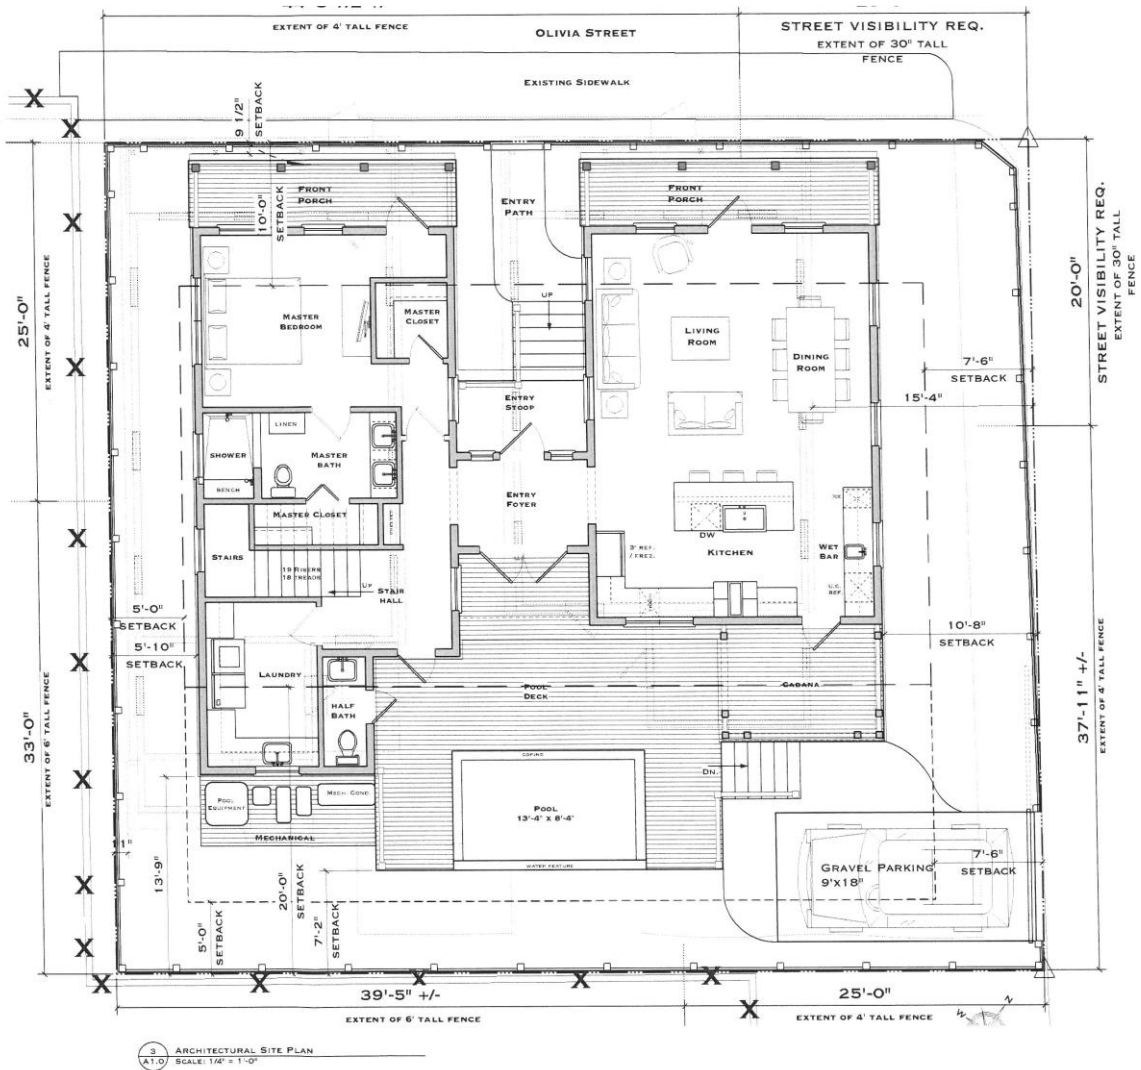 EXTENT OF 4' TALL FENCE
OLIVIA STREET
STREET VISIBILITY REQ.
EXTENT OF 30" TALL
FENCE
EXISTING SIDEWALK
X
X
9 1/2"
SETBACK
10'-0"
SETBACK
FRONT
PORCH
ENTRY
PATH
FRONT
PORCH
20'-0"
STREET VISIBILITY REQ.
EXTENT OF 30" TALL
FENCE
X
25'-0"
EXTENT OF 4' TALL FENCE
MASTER
BEDROOM
MASTER
CLOSET
UP
LIVING
ROOM
DINING
ROOM
7'-6"
SETBACK
15'-4"
X
ENTRY
STOOP
LINEN
SHOWER
BENCH
MASTER
BATH
X
ENTRY
FOYER
MASTER CLOSET
DW
KITCHEN
3' REF.
/ FREZ.
WET
BAR
U.C.
REF.
X
STAIRS
19 RISERS
18 TREADS
UP
STAIR
HALL
5'-0"
SETBACK
5'-10"
SETBACK
10'-8"
SETBACK
X
LAUNDRY
HALF
BATH
POOL
DECK
CABANA
33'-0"
EXTENT OF 6' TALL FENCE
37'-11" +/-
EXTENT OF 4' TALL FENCE
X
COPING
DN.
POOL
EQUIPMENT
MECH. COND.
POOL
13'-4" X 8'-4"
MECHANICAL
WATER FEATURE
11"
13'-9"
20'-0"
SETBACK
7'-2"
SETBACK
5'-0"
SETBACK
GRAVEL PARKING
9'X18"
7'-6"
SETBACK
X
X
X
X
X
X
X
X
39'-5" +/-
EXTENT OF 6' TALL FENCE
25'-0"
EXTENT OF 4' TALL FENCE
W
N
3
A1.0
ARCHITECTURAL SITE PLAN
SCALE: 1/4" = 1'-0"